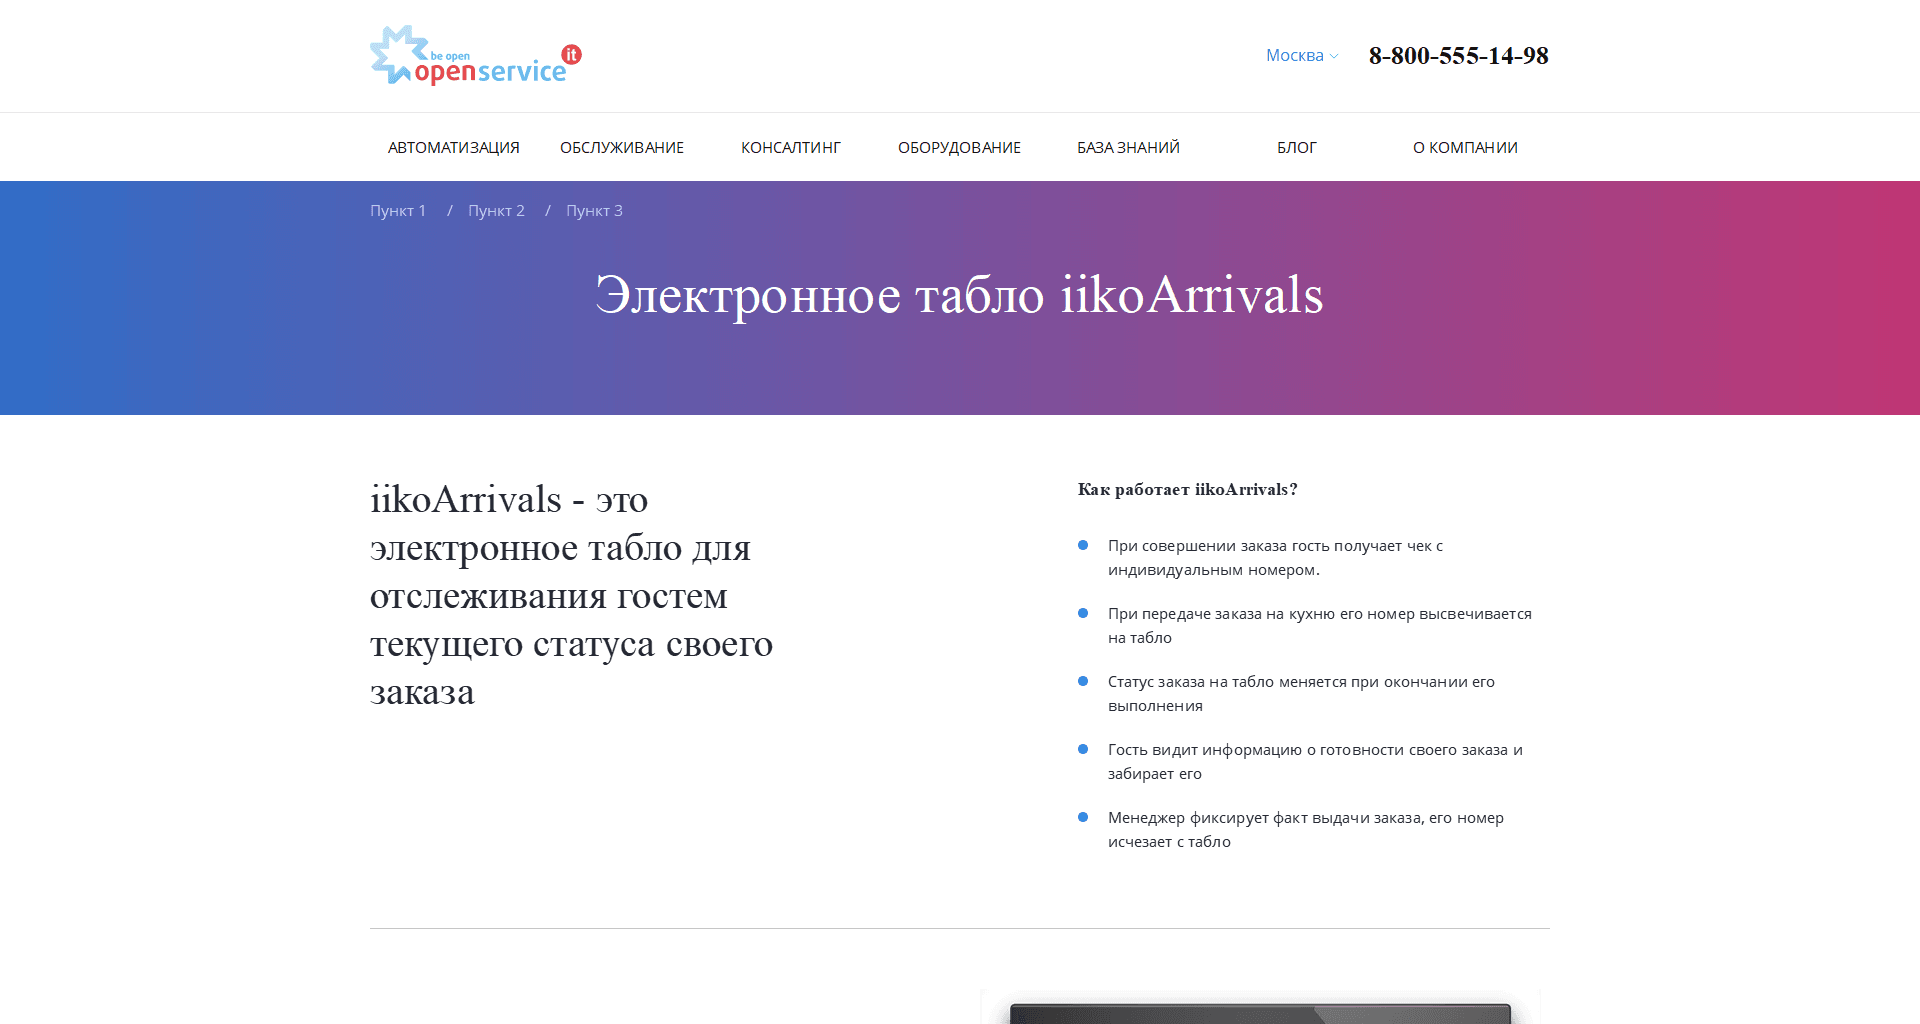 be open
openservice it
Москва
8-800-555-14-98
АВТОМАТИЗАЦИЯ ОБСЛУЖИВАНИЕ КОНСАЛТИНГ ОБОРУДОВАНИЕ БАЗА ЗНАНИЙ БЛОГ О КОМПАНИИ
Пункт 1 / Пункт 2 / Пункт 3
Электронное табло iikoArrivals
iikoArrivals - это
электронное табло для
отслеживания гостем
текущего статуса своего
заказа
Как работает iikoArrivals?
При совершении заказа гость получает чек с
индивидуальным номером.
При передаче заказа на кухню его номер высвечивается
на табло
Статус заказа на табло меняется при окончании его
выполнения
Гость видит информацию о готовности своего заказа и
забирает его
Менеджер фиксирует факт выдачи заказа, его номер
исчезает с табло